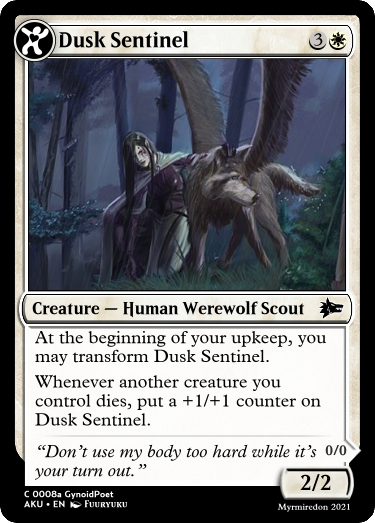 Dusk Sentinel 3
Creature — Human Werewolf Scout
At the beginning of your upkeep, you
may transform Dusk Sentinel.
Whenever another creature you
control dies, put a +1/+1 counter on
Dusk Sentinel.
“Don’t use my body too hard while it’s
your turn out.”
0/0
2/2
C 0008a GynoidPoet
AKU • EN Fuuryuku
Myrmiredon 2021